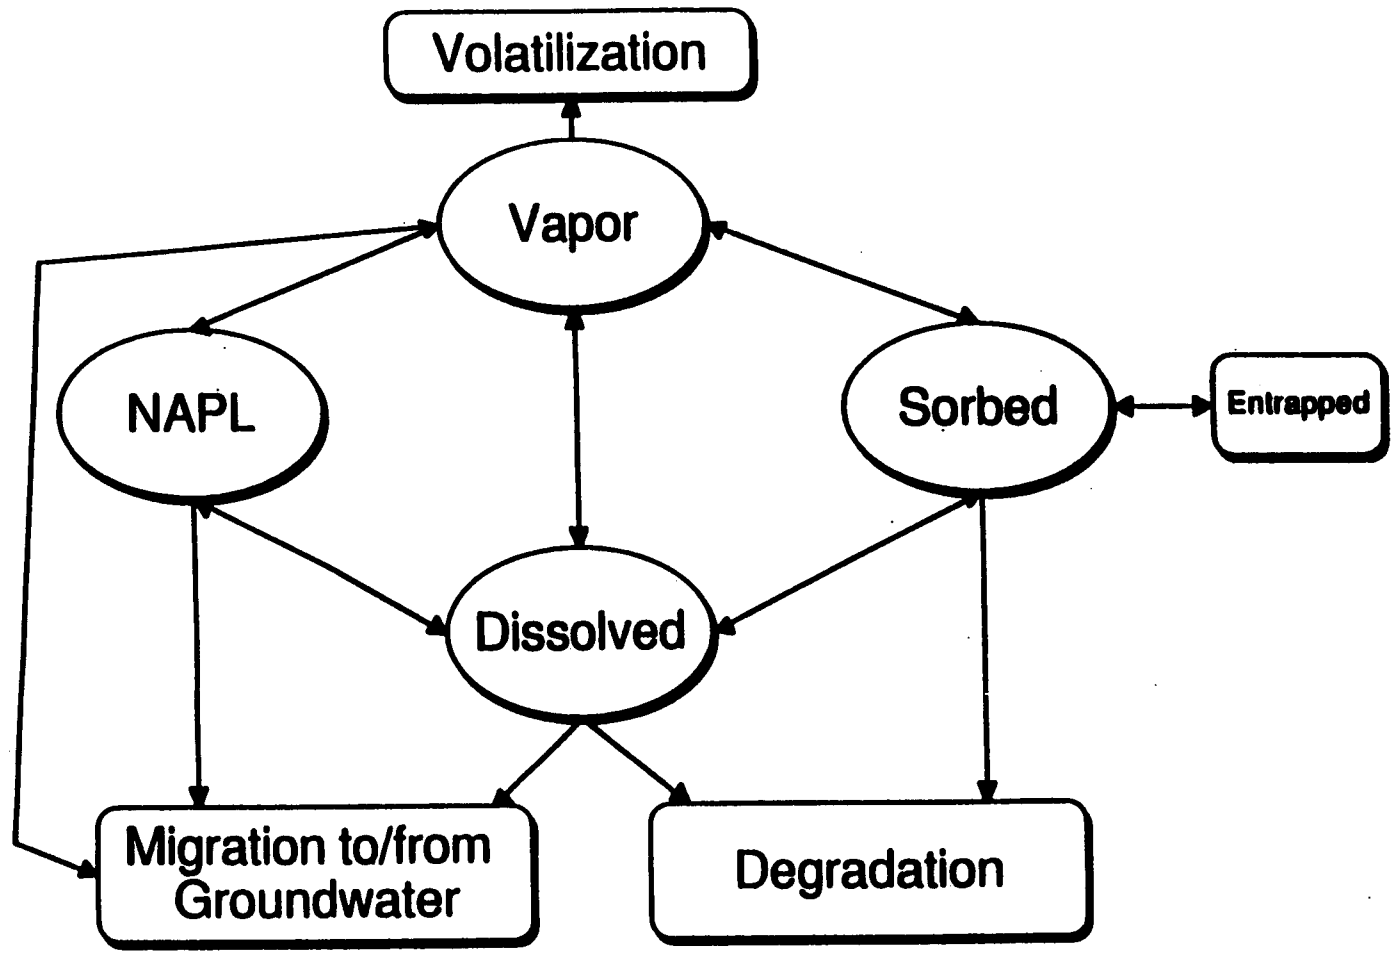 Volatilization
Vapor
NAPL
Sorbed
Entrapped
Dissolved
Migration to/from
Groundwater
Degradation